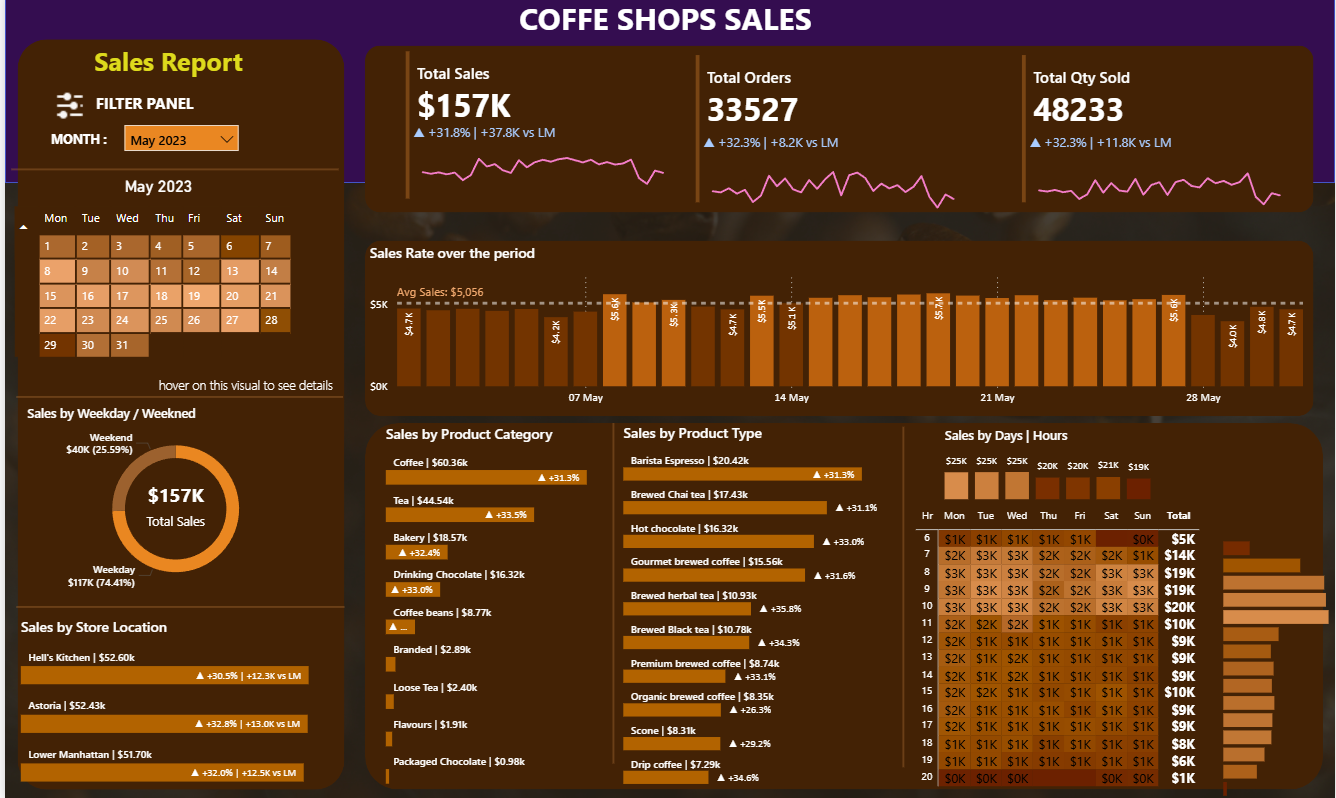 COFFE SHOPS SALES
Sales Report
FILTER PANEL
MONTH : May 2023
May 2023
Mon Tue Wed Thu Fri Sat Sun
1 2 3 4 5 6 7
8 9 10 11 12 13 14
15 16 17 18 19 20 21
22 23 24 25 26 27 28
29 30 31
hover on this visual to see details
Sales by Weekday / Weekned
Weekend
$40K (25.59%)
$157K
Total Sales
Weekday
$117K (74.41%)
Sales by Store Location
Hell's Kitchen | $52.60k
▲ +30.5% | +12.3K vs LM
Astoria | $52.43k
▲ +32.8% | +13.0K vs LM
Lower Manhattan | $51.70k
▲ +32.0% | +12.5K vs LM
Total Sales
$157K
▲ +31.8% | +37.8K vs LM
Total Orders
33527
▲ +32.3% | +8.2K vs LM
Total Qty Sold
48233
▲ +32.3% | +11.8K vs LM
Sales Rate over the period
Avg Sales: $5,056
$5K
$0K
$4.7K $4.2K $5.6K $5.3K $4.7K $5.5K $5.1K $5.7K $5.6K $4.0K $4.8K $4.7K
07 May 14 May 21 May 28 May
Sales by Product Category
Coffee | $60.36k
▲ +31.3%
Tea | $44.54k
▲ +33.5%
Bakery | $18.57k
▲ +32.4%
Drinking Chocolate | $16.32k
▲ +33.0%
Coffee beans | $8.77k
▲ ...
Branded | $2.89k
Loose Tea | $2.40k
Flavours | $1.91k
Packaged Chocolate | $0.98k
Sales by Product Type
Barista Espresso | $20.42k
▲ +31.3%
Brewed Chai tea | $17.43k
▲ +31.1%
Hot chocolate | $16.32k
▲ +33.0%
Gourmet brewed coffee | $15.56k
▲ +31.6%
Brewed herbal tea | $10.93k
▲ +35.8%
Brewed Black tea | $10.78k
▲ +34.3%
Premium brewed coffee | $8.74k
▲ +33.1%
Organic brewed coffee | $8.35k
▲ +26.3%
Scone | $8.31k
▲ +29.2%
Drip coffee | $7.29k
▲ +34.6%
Sales by Days | Hours
$25K $25K $25K $20K $20K $21K $19K
Hr Mon Tue Wed Thu Fri Sat Sun Total
6 $1K $1K $1K $1K $1K $0K $5K
7 $2K $3K $3K $2K $2K $2K $1K $14K
8 $3K $3K $3K $2K $2K $3K $3K $19K
9 $3K $3K $3K $2K $2K $3K $3K $19K
10 $3K $3K $3K $3K $3K $3K $3K $20K
11 $2K $2K $2K $1K $1K $1K $1K $10K
12 $2K $1K $1K $1K $1K $1K $1K $9K
13 $2K $1K $2K $1K $1K $1K $1K $9K
14 $2K $1K $2K $1K $1K $1K $1K $9K
15 $2K $2K $1K $1K $1K $1K $1K $10K
16 $2K $2K $1K $1K $1K $1K $1K $9K
17 $2K $2K $1K $1K $1K $1K $1K $9K
18 $1K $1K $1K $1K $1K $1K $1K $8K
19 $1K $1K $1K $1K $1K $1K $1K $6K
20 $0K $0K $0K $0K $0K $1K